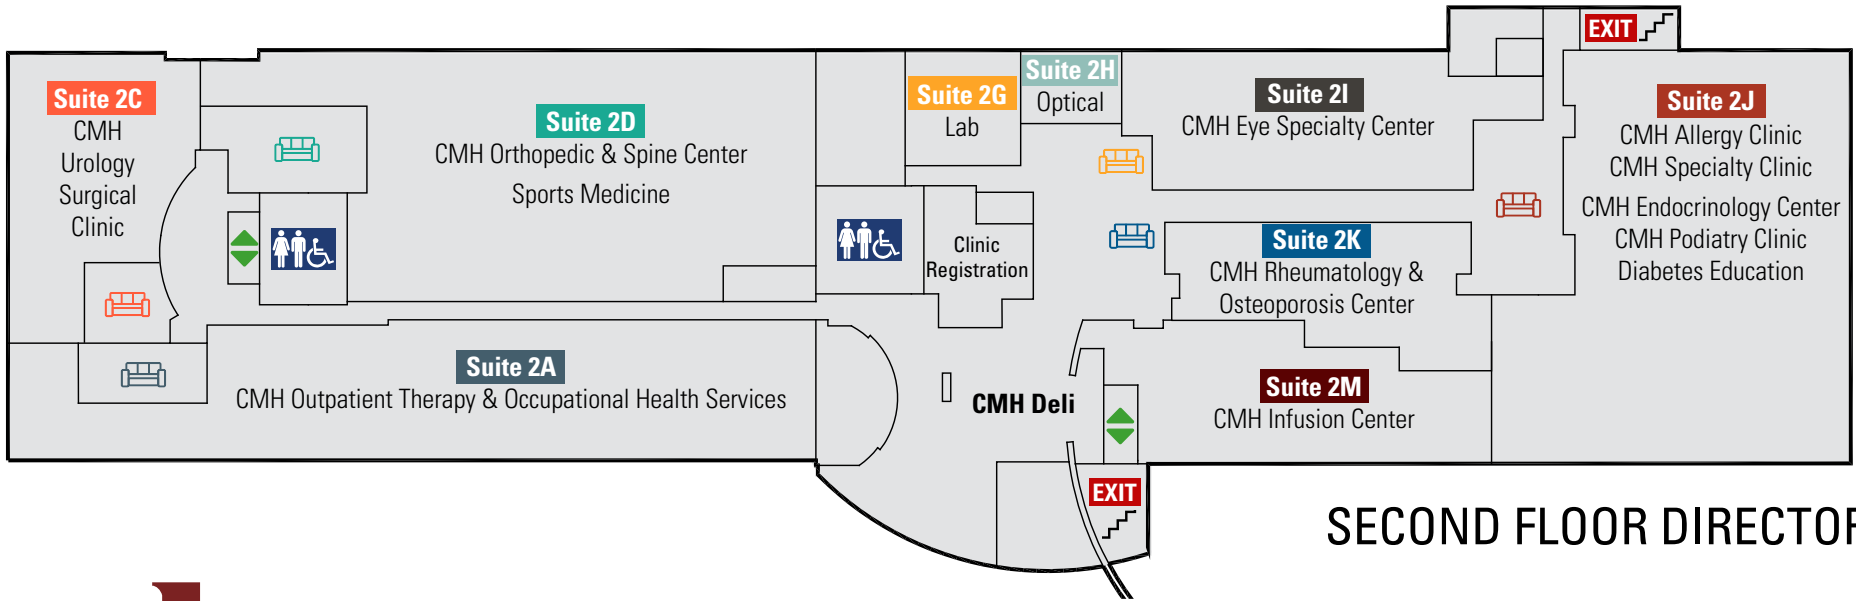 EXIT
Suite 2C
CMH
Urology
Surgical
Clinic
Suite 2D
CMH Orthopedic & Spine Center
Sports Medicine
Suite 2G
Lab
Suite 2H
Optical
Suite 2I
CMH Eye Specialty Center
Suite 2J
CMH Allergy Clinic
CMH Specialty Clinic
CMH Endocrinology Center
CMH Podiatry Clinic
Diabetes Education
Clinic
Registration
Suite 2K
CMH Rheumatology &
Osteoporosis Center
Suite 2A
CMH Outpatient Therapy & Occupational Health Services
CMH Deli
Suite 2M
CMH Infusion Center
EXIT
SECOND FLOOR DIRECTOR